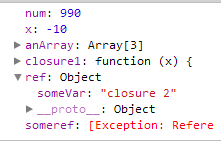 num: 990
x: -10
anArray: Array[3]
closure1: function (x) {
ref: Object
someVar: "closure 2"
__proto__: Object
someref: [Exception: Refere